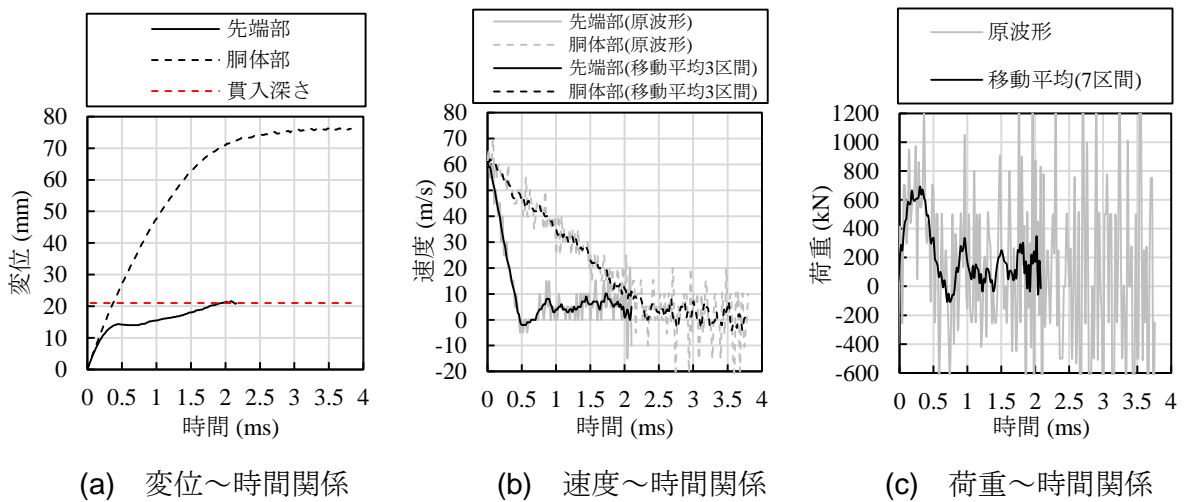 先端部
胴体部
貫入深さ
80
70
60
50
40
30
20
10
0
変位 (mm)
0 0.5 1 1.5 2 2.5 3 3.5 4
時間 (ms)
(a) 変位～時間関係
先端部(原波形)
胴体部(原波形)
先端部(移動平均3区間)
胴体部(移動平均3区間)
70
60
50
40
30
20
10
0
-10
-20
速度 (m/s)
0 0.5 1 1.5 2 2.5 3 3.5 4
時間 (ms)
(b) 速度～時間関係
原波形
移動平均(7区間)
1200
1000
800
600
400
200
0
-200
-400
-600
荷重 (kN)
0 0.5 1 1.5 2 2.5 3 3.5 4
時間 (ms)
(c) 荷重～時間関係